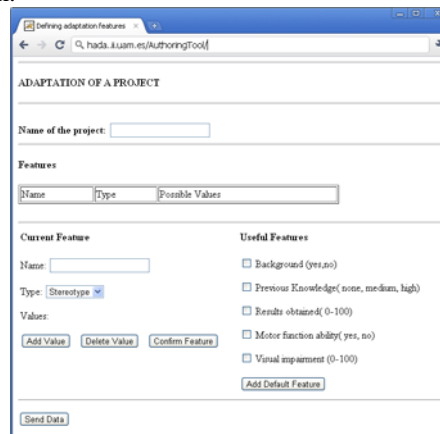 Defining adaptation features
hada.ii.uam.es/AuthoringTool/
ADAPTATION OF A PROJECT
Name of the project:
Features
Name Type Possible Values
Current Feature
Name:
Type: Stereotype
Values:
Add Value Delete Value Confirm Feature
Useful Features
Background (yes,no)
Previous Knowledge( none, medium, high)
Results obtained( 0-100)
Motor function ability( yes, no)
Visual impairment (0-100)
Add Default Feature
Send Data